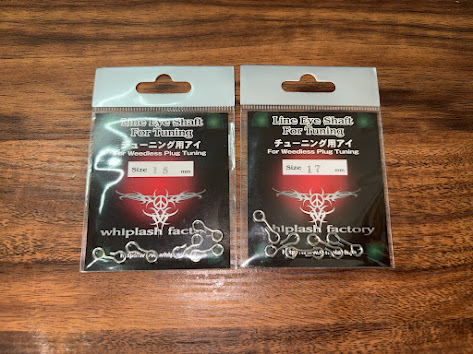 Line Eye Shaft
For Tuning
チューニング用アイ
For Weedless Plug Tuning
Size 15 mm
whiplash factory
Line Eye Shaft
For Tuning
チューニング用アイ
For Weedless Plug Tuning
Size 17 mm
whiplash factory